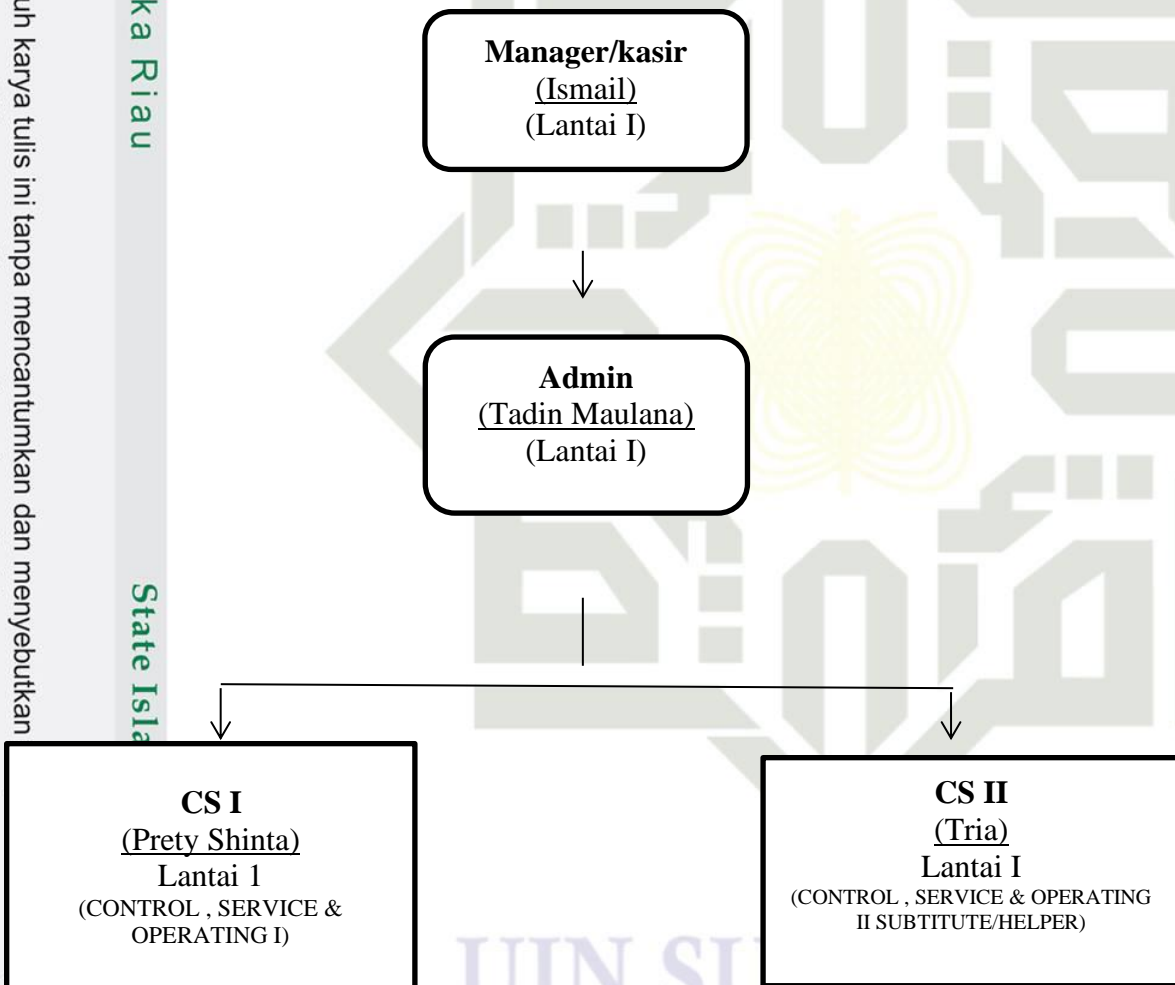 uh karya tulis ini tanpa mencantumkan dan menyebutkan
ka Riau
State Isla
Manager/kasir
(Ismail)
(Lantai I)
Admin
(Tadin Maulana)
(Lantai I)
CS I
(Prety Shinta)
Lantai 1
(CONTROL , SERVICE &
OPERATING I)
CS II
(Tria)
Lantai I
(CONTROL , SERVICE & OPERATING
II SUBTITUTE/HELPER)
UIN SU